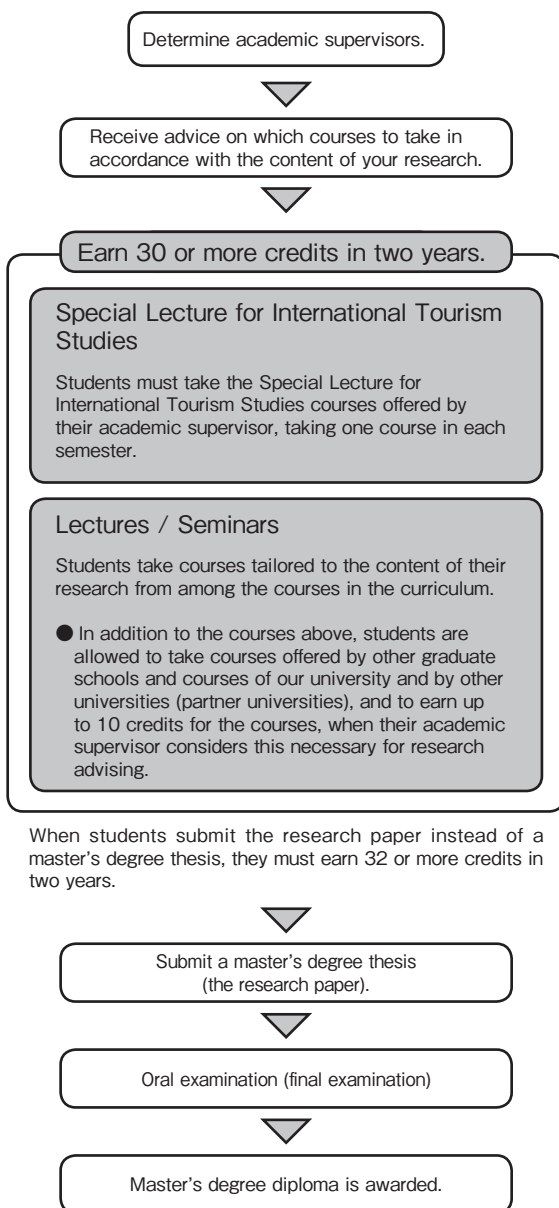 Determine academic supervisors.
Receive advice on which courses to take in
accordance with the content of your research.
Earn 30 or more credits in two years.
Special Lecture for International Tourism
Studies
Students must take the Special Lecture for
International Tourism Studies courses offered by
their academic supervisor, taking one course in each
semester.
Lectures / Seminars
Students take courses tailored to the content of their
research from among the courses in the curriculum.
● In addition to the courses above, students are
allowed to take courses offered by other graduate
schools and courses of our university and by other
universities (partner universities), and to earn up
to 10 credits for the courses, when their academic
supervisor considers this necessary for research
advising.
When students submit the research paper instead of a
master's degree thesis, they must earn 32 or more credits in
two years.
Submit a master's degree thesis
(the research paper).
Oral examination (final examination)
Master's degree diploma is awarded.